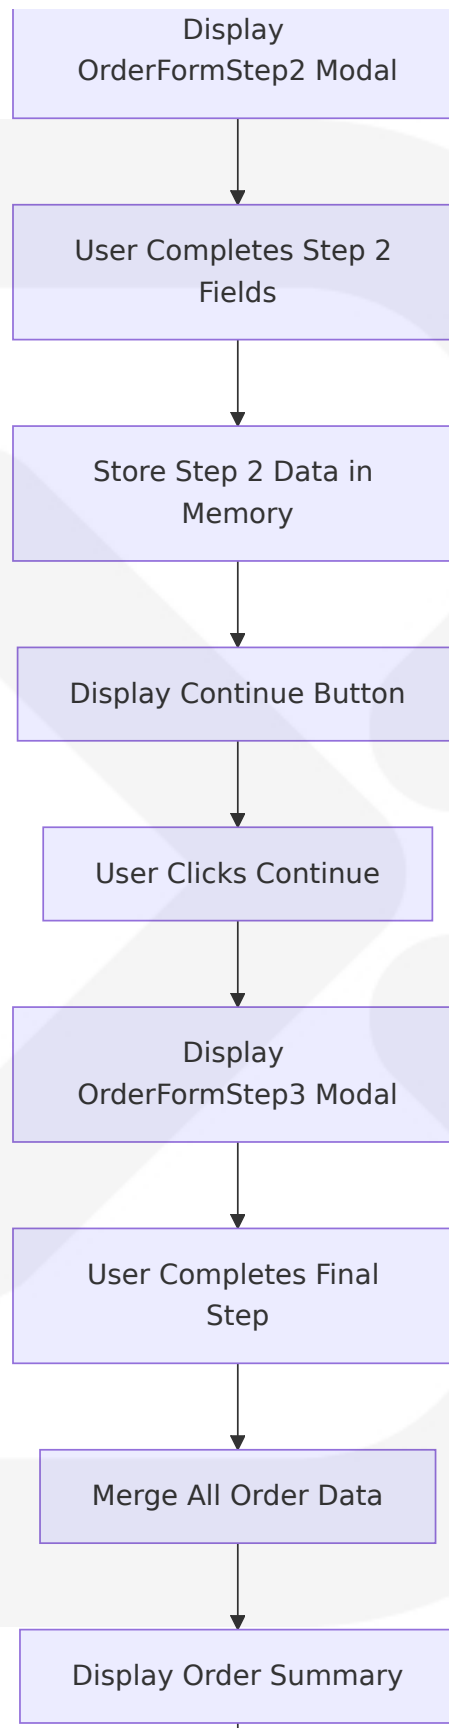 Display
OrderFormStep2 Modal
User Completes Step 2
Fields
Store Step 2 Data in
Memory
Display Continue Button
User Clicks Continue
Display
OrderFormStep3 Modal
User Completes Final
Step
Merge All Order Data
Display Order Summary